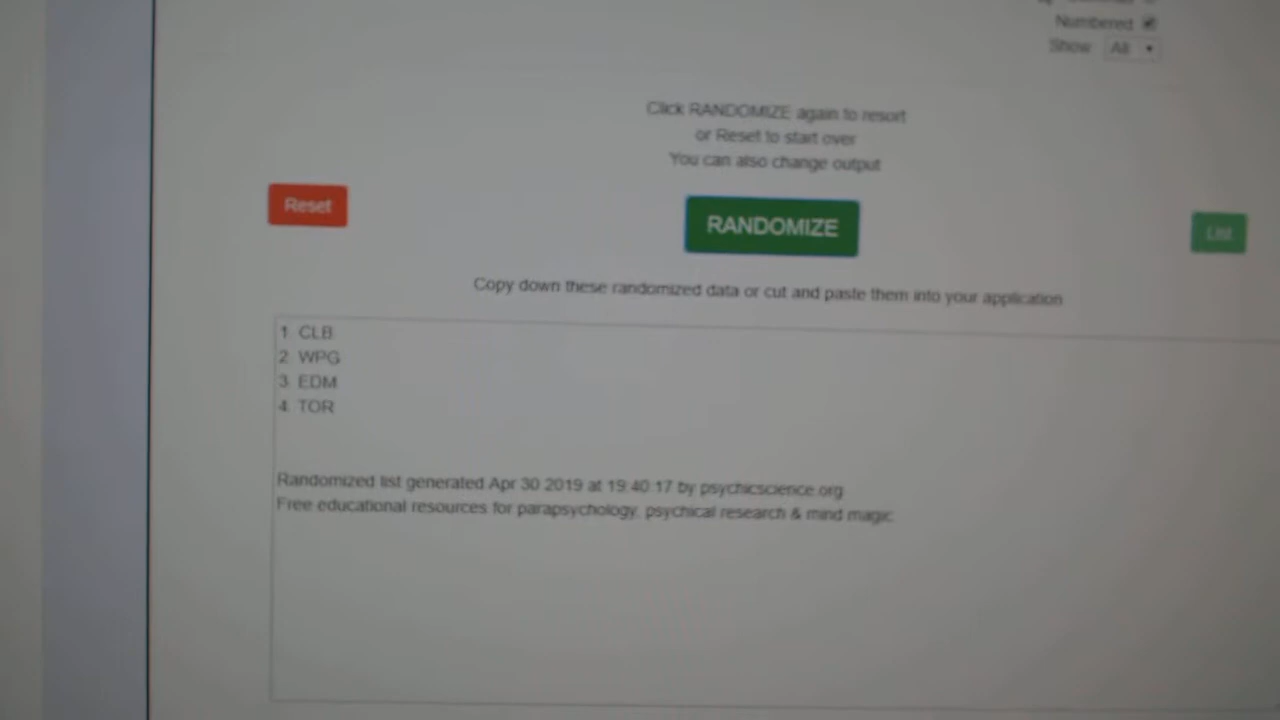 Numbered
Show All
Click RANDOMIZE again to resort
or Reset to start over
You can also change output
Reset
RANDOMIZE
List
Copy down these randomized data or cut and paste them into your application
1 CLB
2 WPG
3 EDM
4 TOR
Randomized list generated Apr 30 2019 at 19:40:17 by psychicscience.org
Free educational resources for parapsychology, psychical research & mind magic